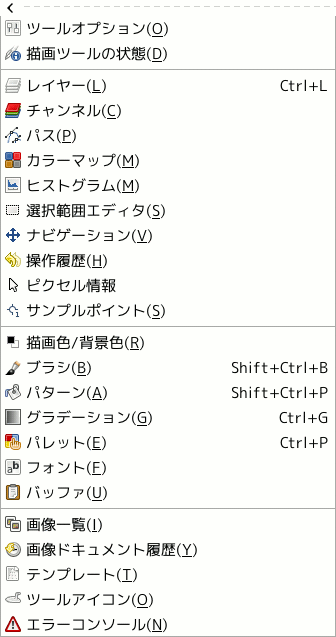 ツールオプション(O)
描画ツールの状態(D)
レイヤー(L) Ctrl+L
チャンネル(C)
パス(P)
カラーマップ(M)
ヒストグラム(M)
選択範囲エディタ(S)
ナビゲーション(V)
操作履歴(H)
ピクセル情報
サンプルポイント(S)
描画色/背景色(R)
ブラシ(B) Shift+Ctrl+B
パターン(A) Shift+Ctrl+P
グラデーション(G) Ctrl+G
パレット(E) Ctrl+P
フォント(F)
バッファ(U)
画像一覧(I)
画像ドキュメント履歴(Y)
テンプレート(T)
ツールアイコン(O)
エラーコンソール(N)